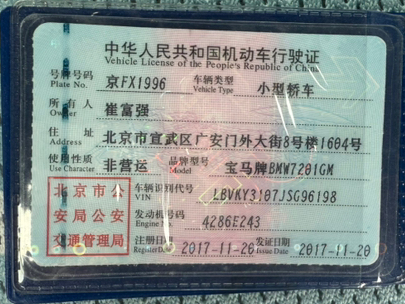 中华人民共和国机动车行驶证
Vehicle License of the People's Republic of China
号牌号码 京FX1996 车辆类型 小型轿车
Plate No. Vehicle Type
所有人 崔富强
Owner
住址 北京市宣武区广安门外大街8号楼1604号
Address
使用性质 非营运 品牌型号 宝马牌BMW7201GM
Use Character Model
北京市公 车辆识别代号 LBVKY3107JSG96198
VIN
安局公安 发动机号码 4286E243
Engine No.
交通管理局 注册日期 2017-11-20 发证日期 2017-11-20
Register Date Issue Date